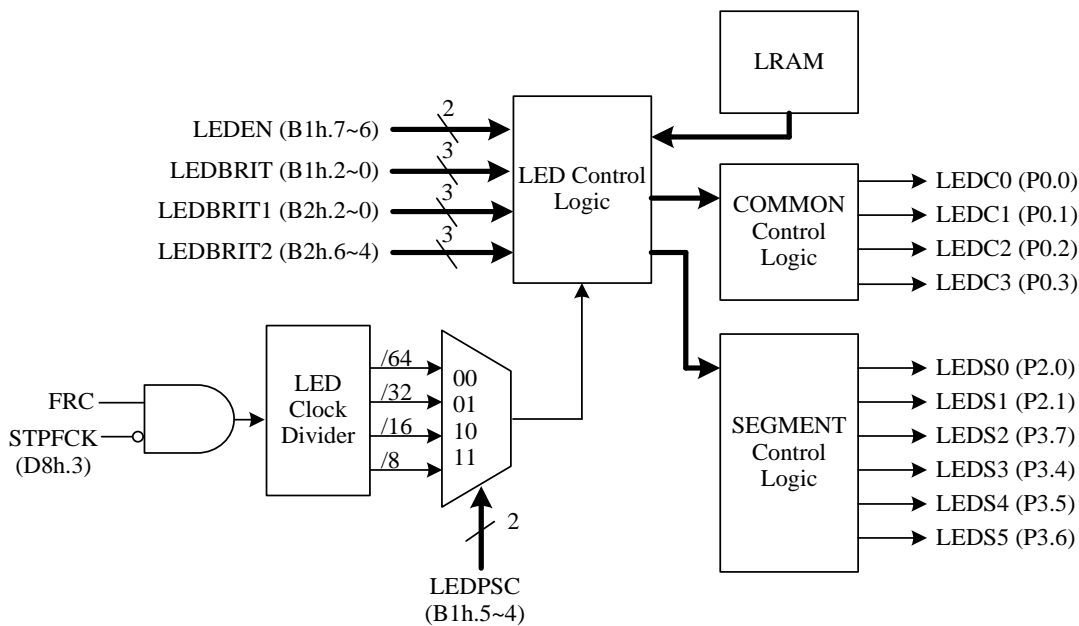 LRAM
2
LEDEN (B1h.7~6)
3
LEDBRIT (B1h.2~0)
3
LEDBRIT1 (B2h.2~0)
3
LEDBRIT2 (B2h.6~4)
LED Control
Logic
COMMON
Control
Logic
LEDC0 (P0.0)
LEDC1 (P0.1)
LEDC2 (P0.2)
LEDC3 (P0.3)
FRC
STPFCK
(D8h.3)
LED
Clock
Divider
/64
/32
/16
/8
00
01
10
11
2
LEDPSC
(B1h.5~4)
SEGMENT
Control
Logic
LEDS0 (P2.0)
LEDS1 (P2.1)
LEDS2 (P3.7)
LEDS3 (P3.4)
LEDS4 (P3.5)
LEDS5 (P3.6)